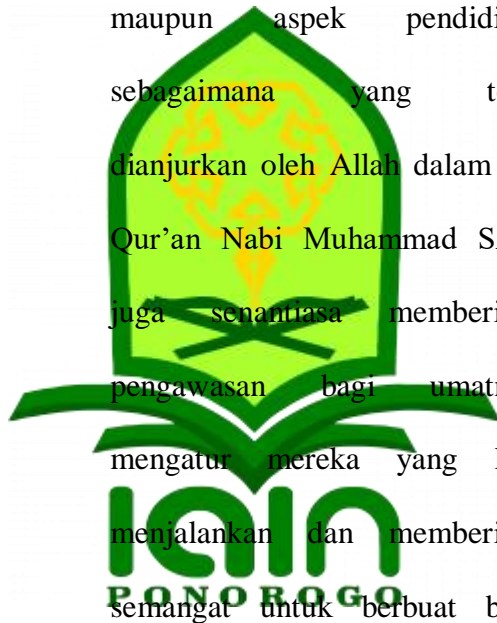 maupun aspek pendidi
sebagaimana yang t
dianjurkan oleh Allah dalam
Qur’an Nabi Muhammad S
juga senantiasa memberi
pengawasan bagi umat
mengatur mereka yang
menjalankan dan memberi
iain
PONOROGO
semangat untuk berbuat b